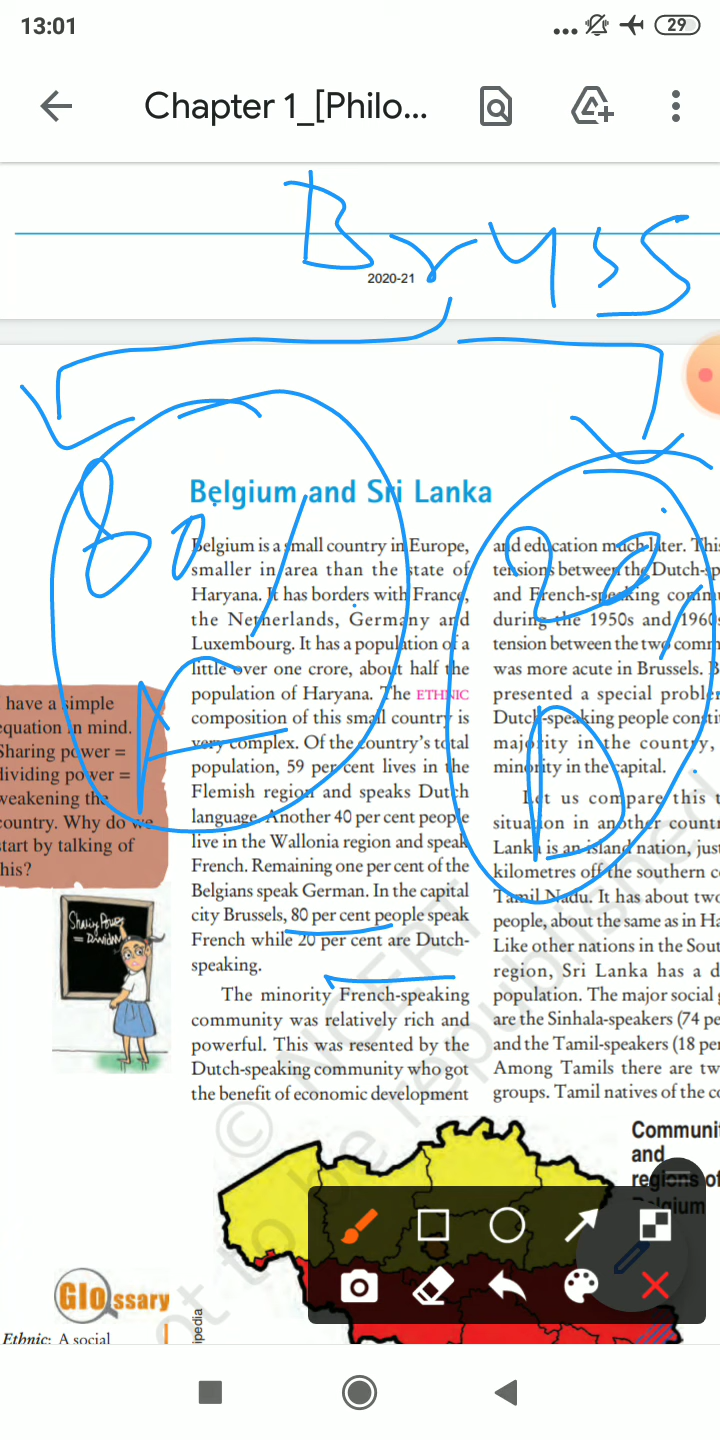 13:01
29
Chapter 1_[Philo...
2020-21
80%
F
20%
D
Belgium and Sri Lanka
Belgium is a small country in Europe,
smaller in area than the state of
Haryana. It has borders with France,
the Netherlands, Germany and
Luxembourg. It has a population of a
little over one crore, about half the
population of Haryana. The ETHNIC
composition of this small country is
very complex. Of the country's total
population, 59 per cent lives in the
Flemish region and speaks Dutch
language. Another 40 per cent people
live in the Wallonia region and speak
French. Remaining one per cent of the
Belgians speak German. In the capital
city Brussels, 80 per cent people speak
French while 20 per cent are Dutch-
speaking.
The minority French-speaking
community was relatively rich and
powerful. This was resented by the
Dutch-speaking community who got
the benefit of economic development
and education much later. This
tensions between the Dutch-sp
and French-speaking comm
during the 1950s and 1960s
tension between the two comm
was more acute in Brussels. B
presented a special problem
Dutch-speaking people consti
majority in the country,
minority in the capital.
Let us compare this t
situation in another countr
Lanka is an island nation, just
kilometres off the southern c
Tamil Nadu. It has about two
people, about the same as in Ha
Like other nations in the Sout
region, Sri Lanka has a d
population. The major social g
are the Sinhala-speakers (74 pe
and the Tamil-speakers (18 per
Among Tamils there are tw
groups. Tamil natives of the co
have a simple
equation in mind.
Sharing power =
dividing power =
weakening the
country. Why do we
start by talking of
this?
Sharing Power
= Dividin
Communi
and
regions of
Belgium
Glossary
Ethnic: A social
ipedia
© NCERT
not to be republished